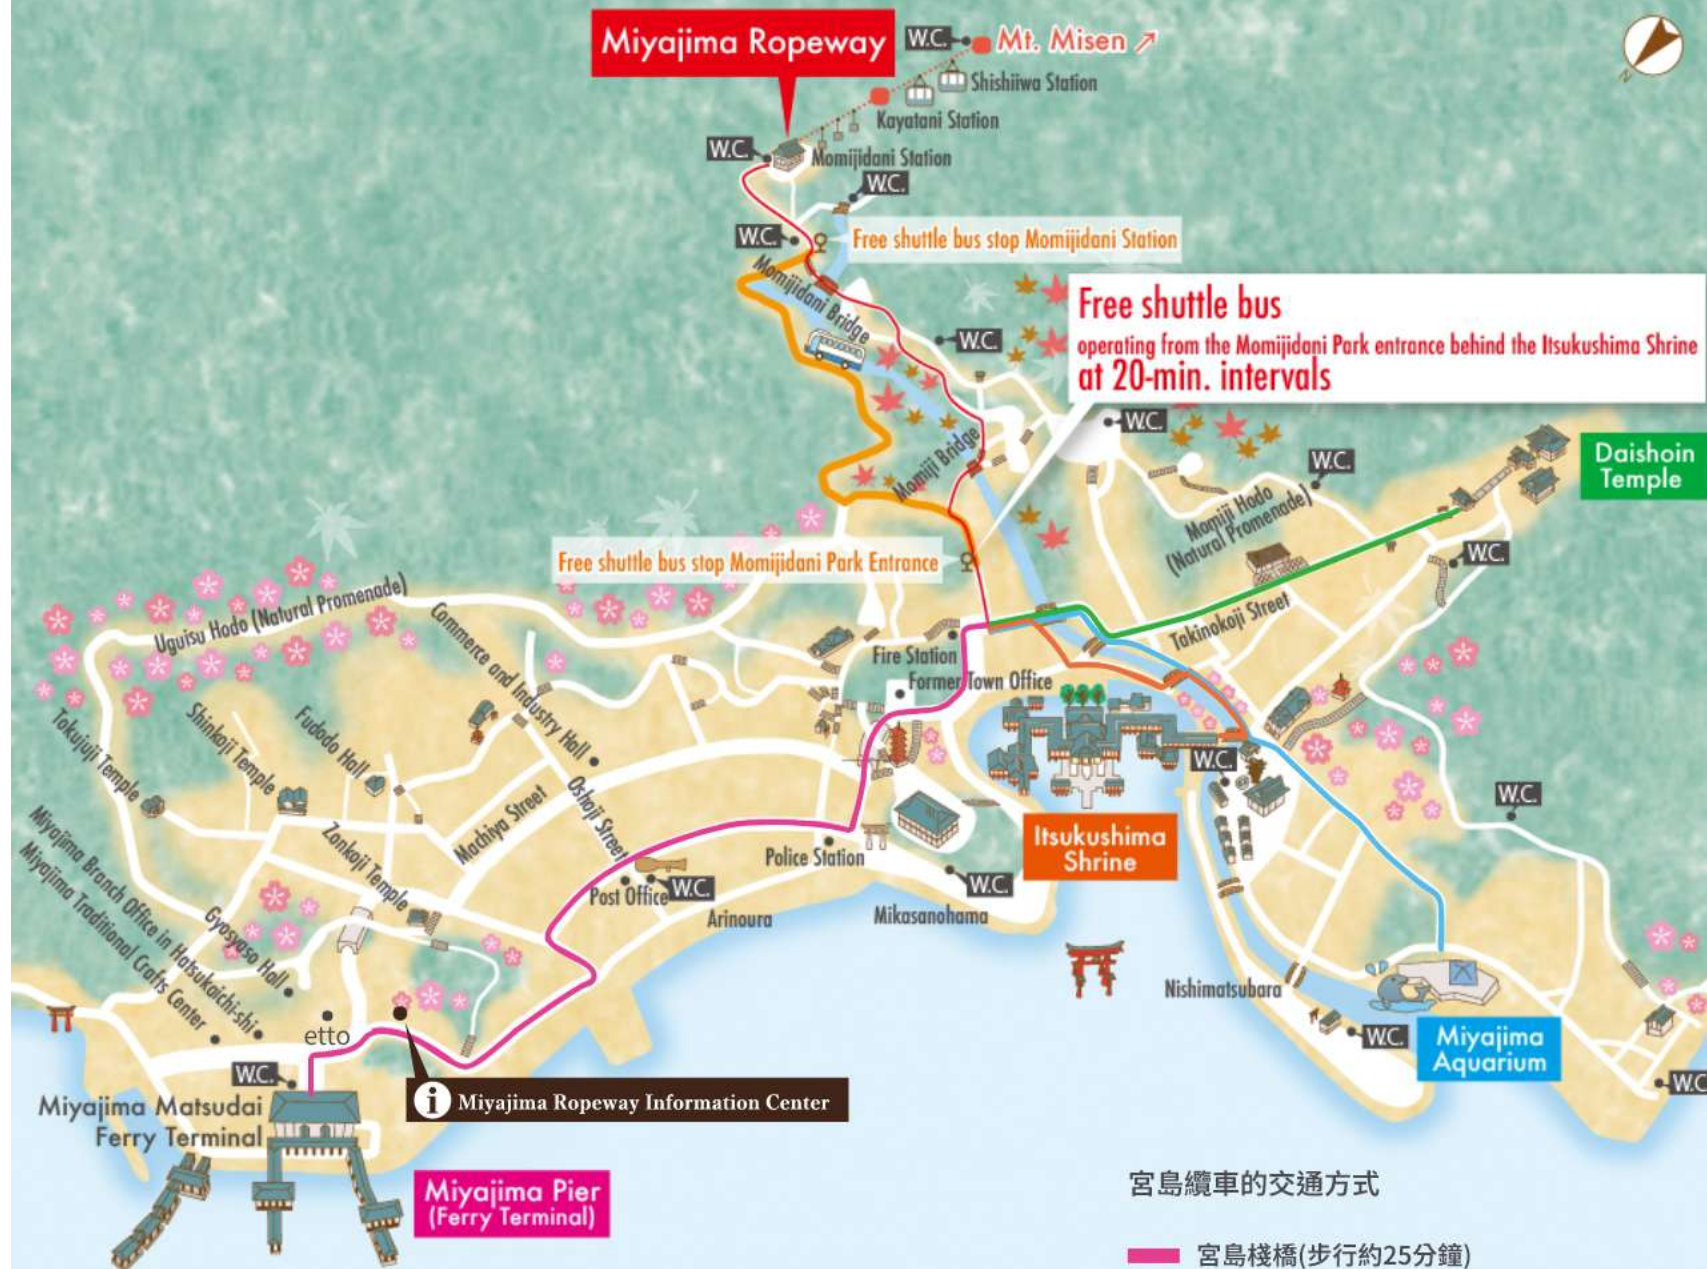 Miyajima Ropeway
W.C.
Mt. Misen ↗
Shishiiwa Station
Kayatani Station
W.C.
Momijidani Station
W.C.
W.C.
Free shuttle bus stop Momijidani Station
Momijidani Bridge
Free shuttle bus
operating from the Momijidani Park entrance behind the Itsukushima Shrine
at 20-min. intervals
W.C.
W.C.
Momiji Bridge
W.C.
Daishoin
Temple
Momiji Hodo
(Natural Promenade)
W.C.
Free shuttle bus stop Momijidani Park Entrance
Uguisu Hodo (Natural Promenade)
Commerce and Industry Hall
Takinokoji Street
Fire Station
Former Town Office
Tokujuji Temple
Shinkoji Temple
Fudodo Hall
Oshoji Street
Machiya Street
Zonkoji Temple
W.C.
W.C.
Itsukushima
Shrine
Police Station
Post Office
W.C.
W.C.
Arinoura
Mikasanohama
Miyajima Branch Office in Hatsukaichi-shi
Miyajima Traditional Crafts Center
Gyosyaso Hall
Nishimatsubara
etto
W.C.
Miyajima
Aquarium
W.C.
W.C.
Miyajima Matsudai
Ferry Terminal
i Miyajima Ropeway Information Center
Miyajima Pier
(Ferry Terminal)
宮島纜車的交通方式
宮島棧橋(步行約25分鐘)
N